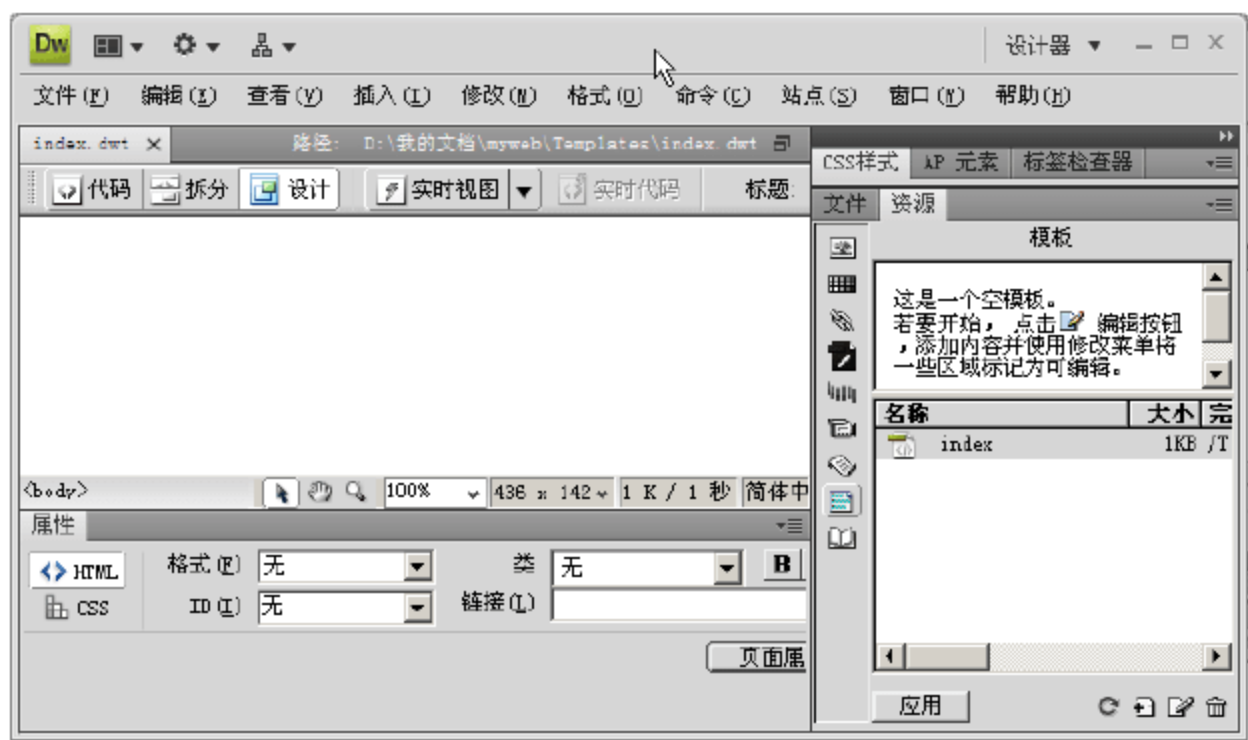 Dw 设计器
文件(F) 编辑(E) 查看(V) 插入(I) 修改(M) 格式(O) 命令(C) 站点(S) 窗口(W) 帮助(H)
index.dwt 路径: D:\我的文档\myweb\Templates\index.dwt
代码 拆分 设计 实时视图 实时代码 标题:
<body> 100% 436 x 142 1 K / 1 秒 简体中
属性
HTML 格式(F) 无 类 无 B
CSS ID(I) 无 链接(L)
页面属
CSS样式 AP 元素 标签检查器
文件 资源
模板
这是一个空模板。
若要开始, 点击 编辑按钮
,添加内容并使用修改菜单将
一些区域标记为可编辑。
名称 大小 完
index 1KB /T
应用